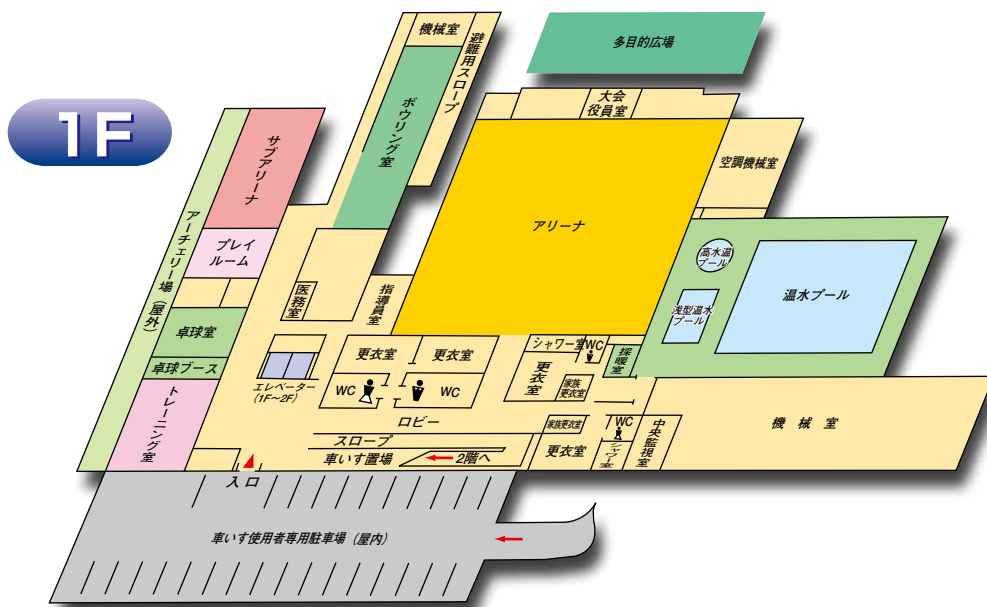 1F
多目的広場
機械室
避難用スロープ
ボウリング室
大会
役員室
空調機械室
サブアリーナ
アリーナ
アーチェリー場(屋外)
プレイ
ルーム
高水温
プール
温水プール
浅型温水
プール
医務室
指導員室
卓球室
卓球ブース
トレーニング室
エレベーター
(1F〜2F)
更衣室
更衣室
WC
WC
シャワー室
WC
採暖室
更衣室
家族
更衣室
ロビー
スロープ
車いす置場
2階へ
家族更衣室
更衣室
WC
シャワー室
中央監視室
機械室
入口
車いす使用者専用駐車場(屋内)